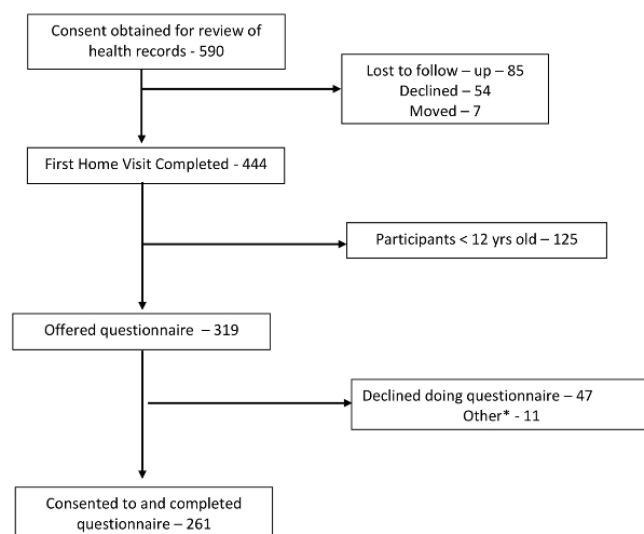 Consent obtained for review of
health records - 590
Lost to follow – up – 85
Declined – 54
Moved – 7
First Home Visit Completed - 444
Participants < 12 yrs old – 125
Offered questionnaire – 319
Declined doing questionnaire – 47
Other* - 11
Consented to and completed
questionnaire – 261